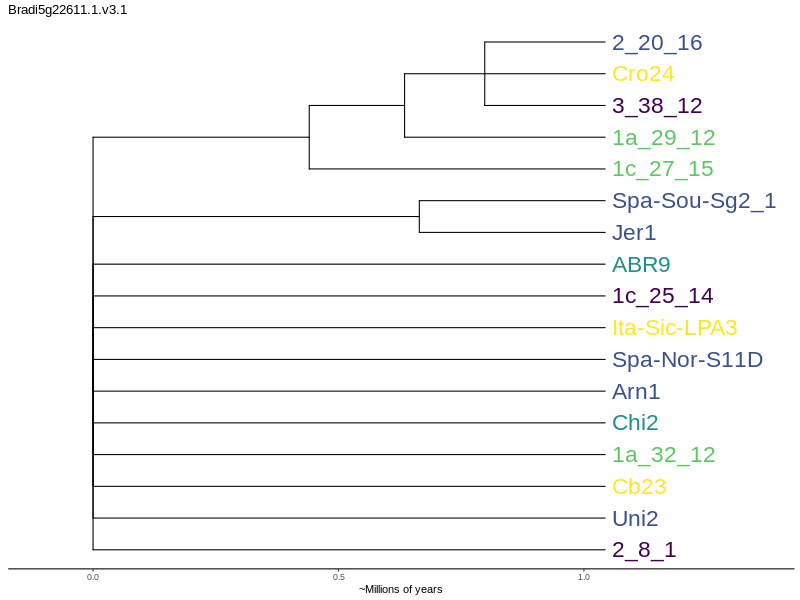 Bradi5g22611.1.v3.1
2_20_16
Cro24
3_38_12
1a_29_12
1c_27_15
Spa-Sou-Sg2_1
Jer1
ABR9
1c_25_14
Ita-Sic-LPA3
Spa-Nor-S11D
Arn1
Chi2
1a_32_12
Cb23
Uni2
2_8_1
0.0 0.5 1.0
~Millions of years